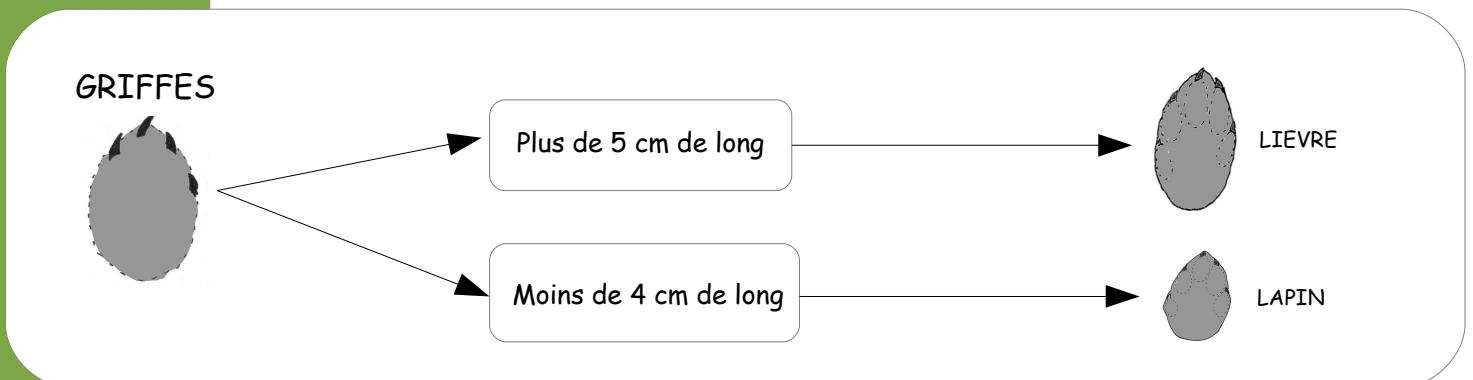 GRIFFES
Plus de 5 cm de long
LIEVRE
Moins de 4 cm de long
LAPIN